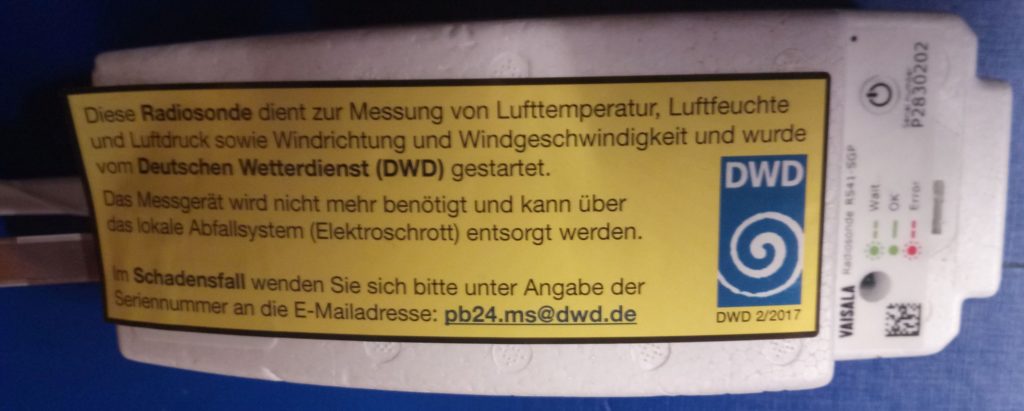 Diese Radiosonde dient zur Messung von Lufttemperatur, Luftfeuchte
und Luftdruck sowie Windrichtung und Windgeschwindigkeit und wurde
vom Deutschen Wetterdienst (DWD) gestartet.
Das Messgerät wird nicht mehr benötigt und kann über
das lokale Abfallsystem (Elektroschrott) entsorgt werden.
Im Schadensfall wenden Sie sich bitte unter Angabe der
Seriennummer an die E-Mailadresse: pb24.ms@dwd.de
DWD
DWD 2/2017
VAISALA Radiosonde RS41-SGP
Wait
OK
Error
P2830202